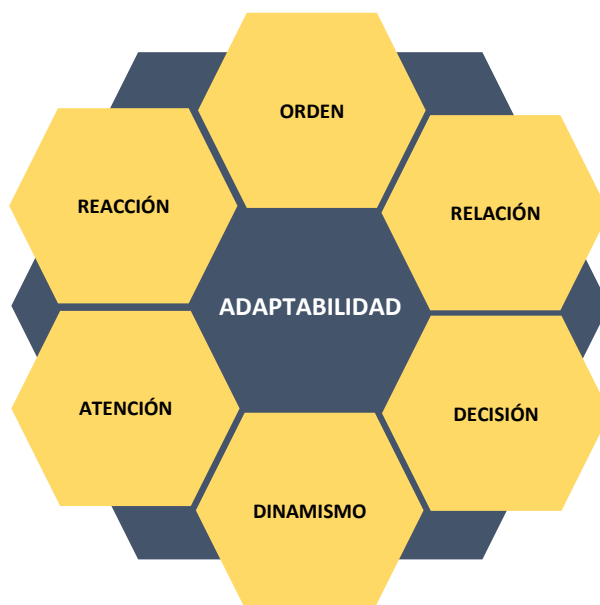 ORDEN
REACCIÓN
RELACIÓN
ADAPTABILIDAD
ATENCIÓN
DECISIÓN
DINAMISMO